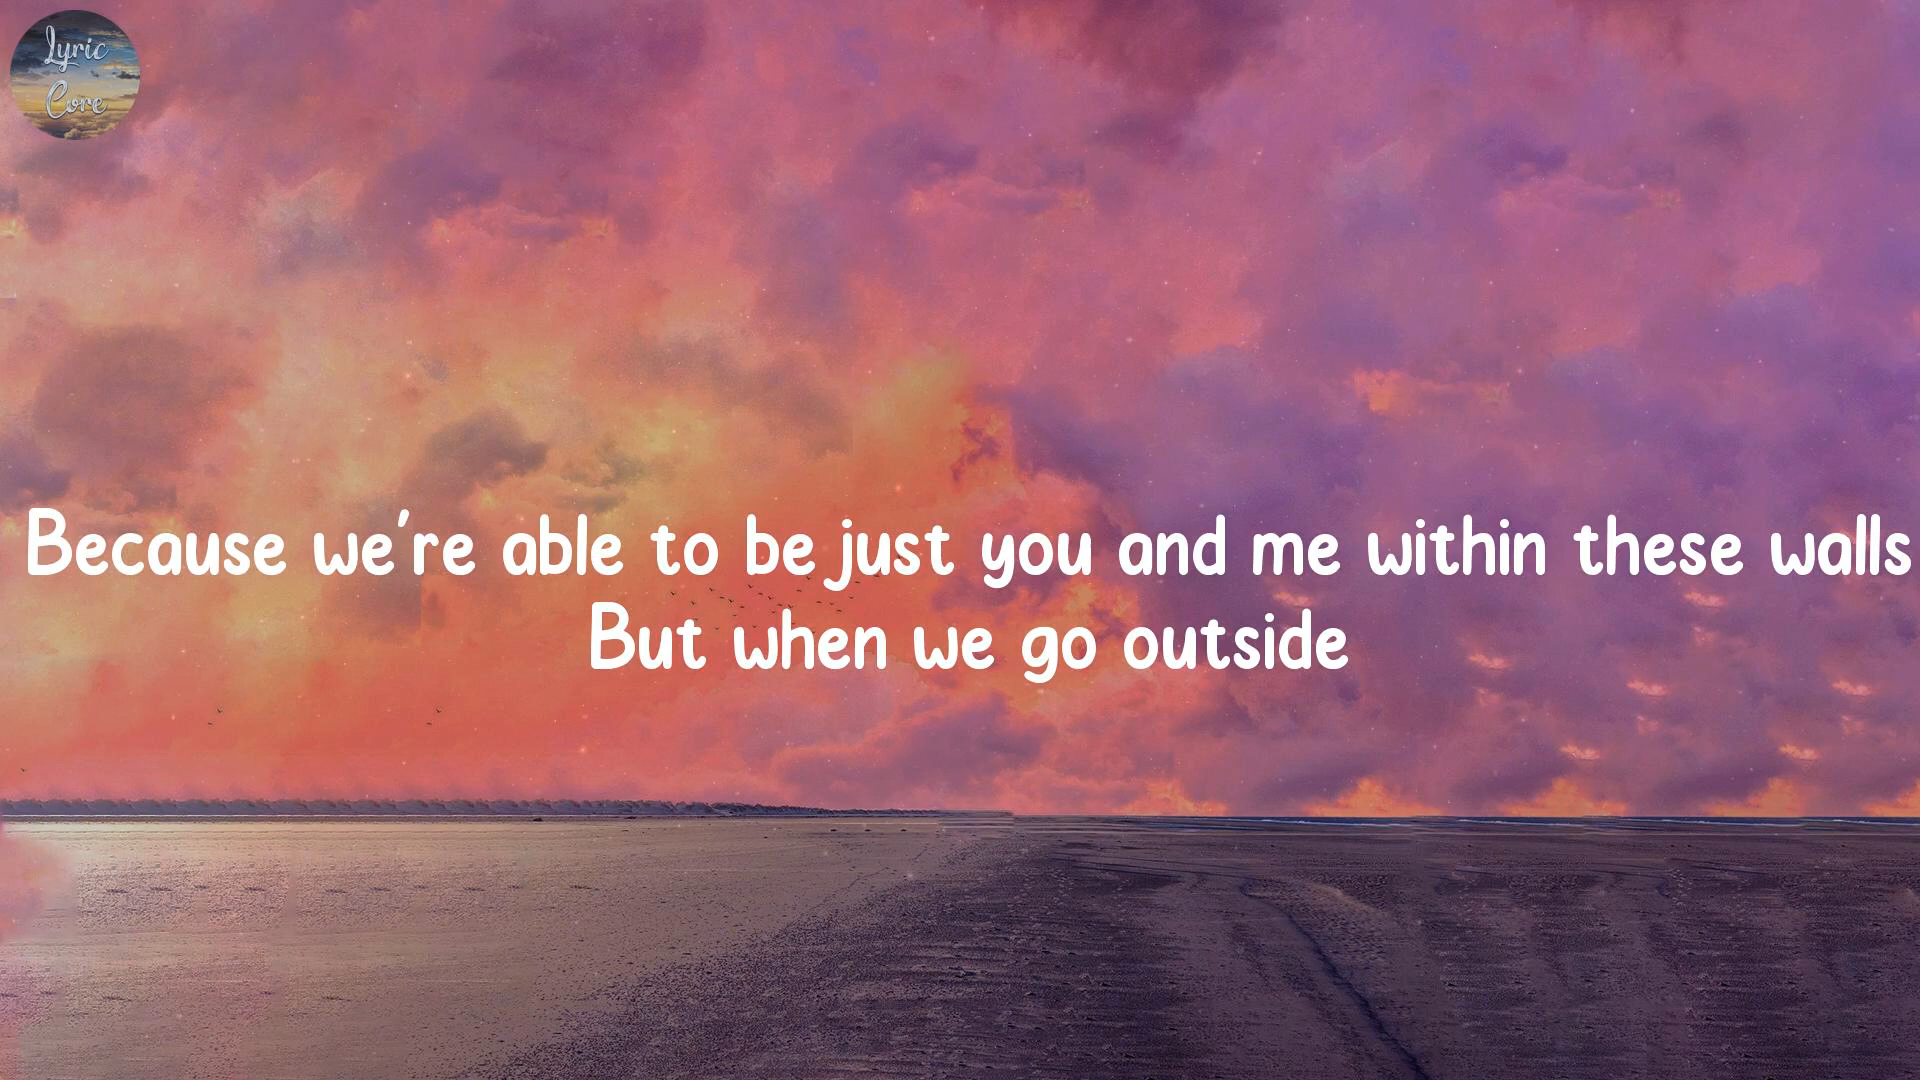 Lyric
Core
Because we're able to be just you and me within these walls
But when we go outside